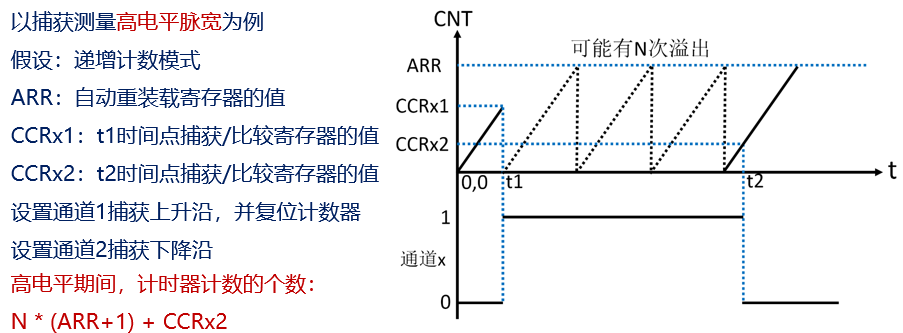 以捕获测量高电平脉宽为例
假设：递增计数模式
ARR：自动重装载寄存器的值
CCRx1：t1时间点捕获/比较寄存器的值
CCRx2：t2时间点捕获/比较寄存器的值
设置通道1捕获上升沿，并复位计数器
设置通道2捕获下降沿
高电平期间，计时器计数的个数：
N * (ARR+1) + CCRx2
CNT
可能有N次溢出
ARR
CCRx1
CCRx2
0,0
t1
t2
t
1
通道x
0